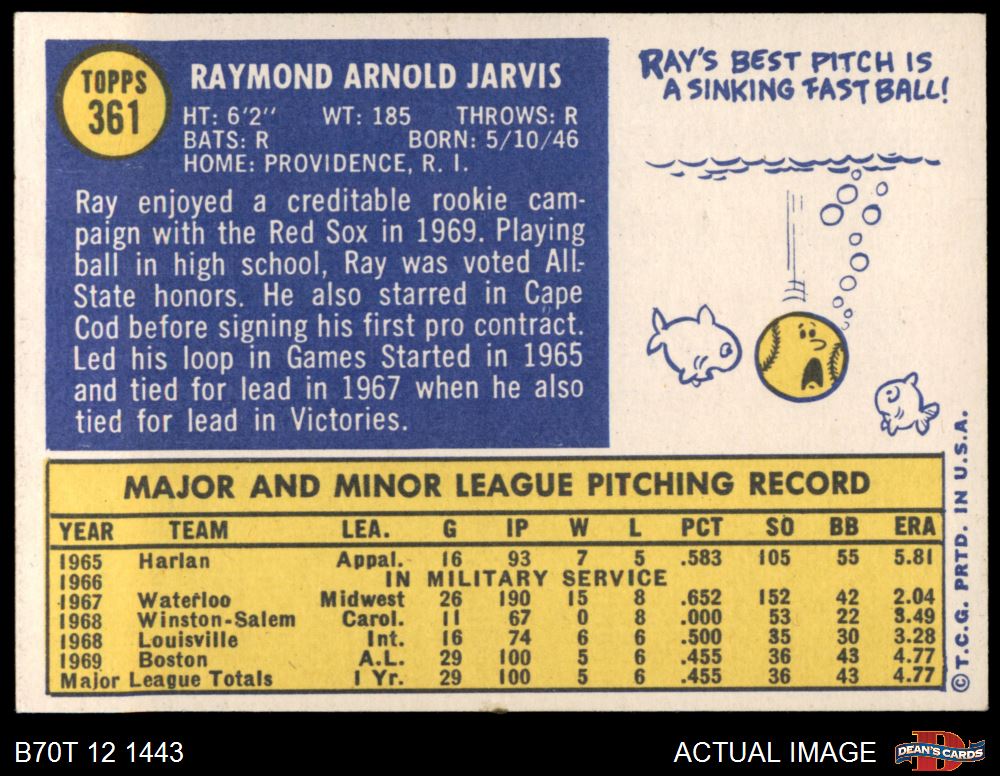 TOPPS
361
RAYMOND ARNOLD JARVIS
HT: 6'2" WT: 185 THROWS: R
BATS: R BORN: 5/10/46
HOME: PROVIDENCE, R. I.
Ray enjoyed a creditable rookie cam-
paign with the Red Sox in 1969. Playing
ball in high school, Ray was voted All-
State honors. He also starred in Cape
Cod before signing his first pro contract.
Led his loop in Games Started in 1965
and tied for lead in 1967 when he also
tied for lead in Victories.
RAY'S BEST PITCH IS
A SINKING FAST BALL!
MAJOR AND MINOR LEAGUE PITCHING RECORD
YEAR TEAM LEA. G IP W L PCT SO BB ERA
1965 Harlan Appal. 16 93 7 5 .583 105 55 5.81
1966 IN MILITARY SERVICE
1967 Waterloo Midwest 26 190 15 8 .652 152 42 2.04
1968 Winston-Salem Carol. 11 67 0 8 .000 53 22 3.49
1968 Louisville Int. 16 74 6 6 .500 35 30 3.28
1969 Boston A.L. 29 100 5 6 .455 36 43 4.77
Major League Totals 1 Yr. 29 100 5 6 .455 36 43 4.77
© T.C.G. PRTD. IN U.S.A.
B70T 12 1443
ACTUAL IMAGE
DEAN'S CARDS